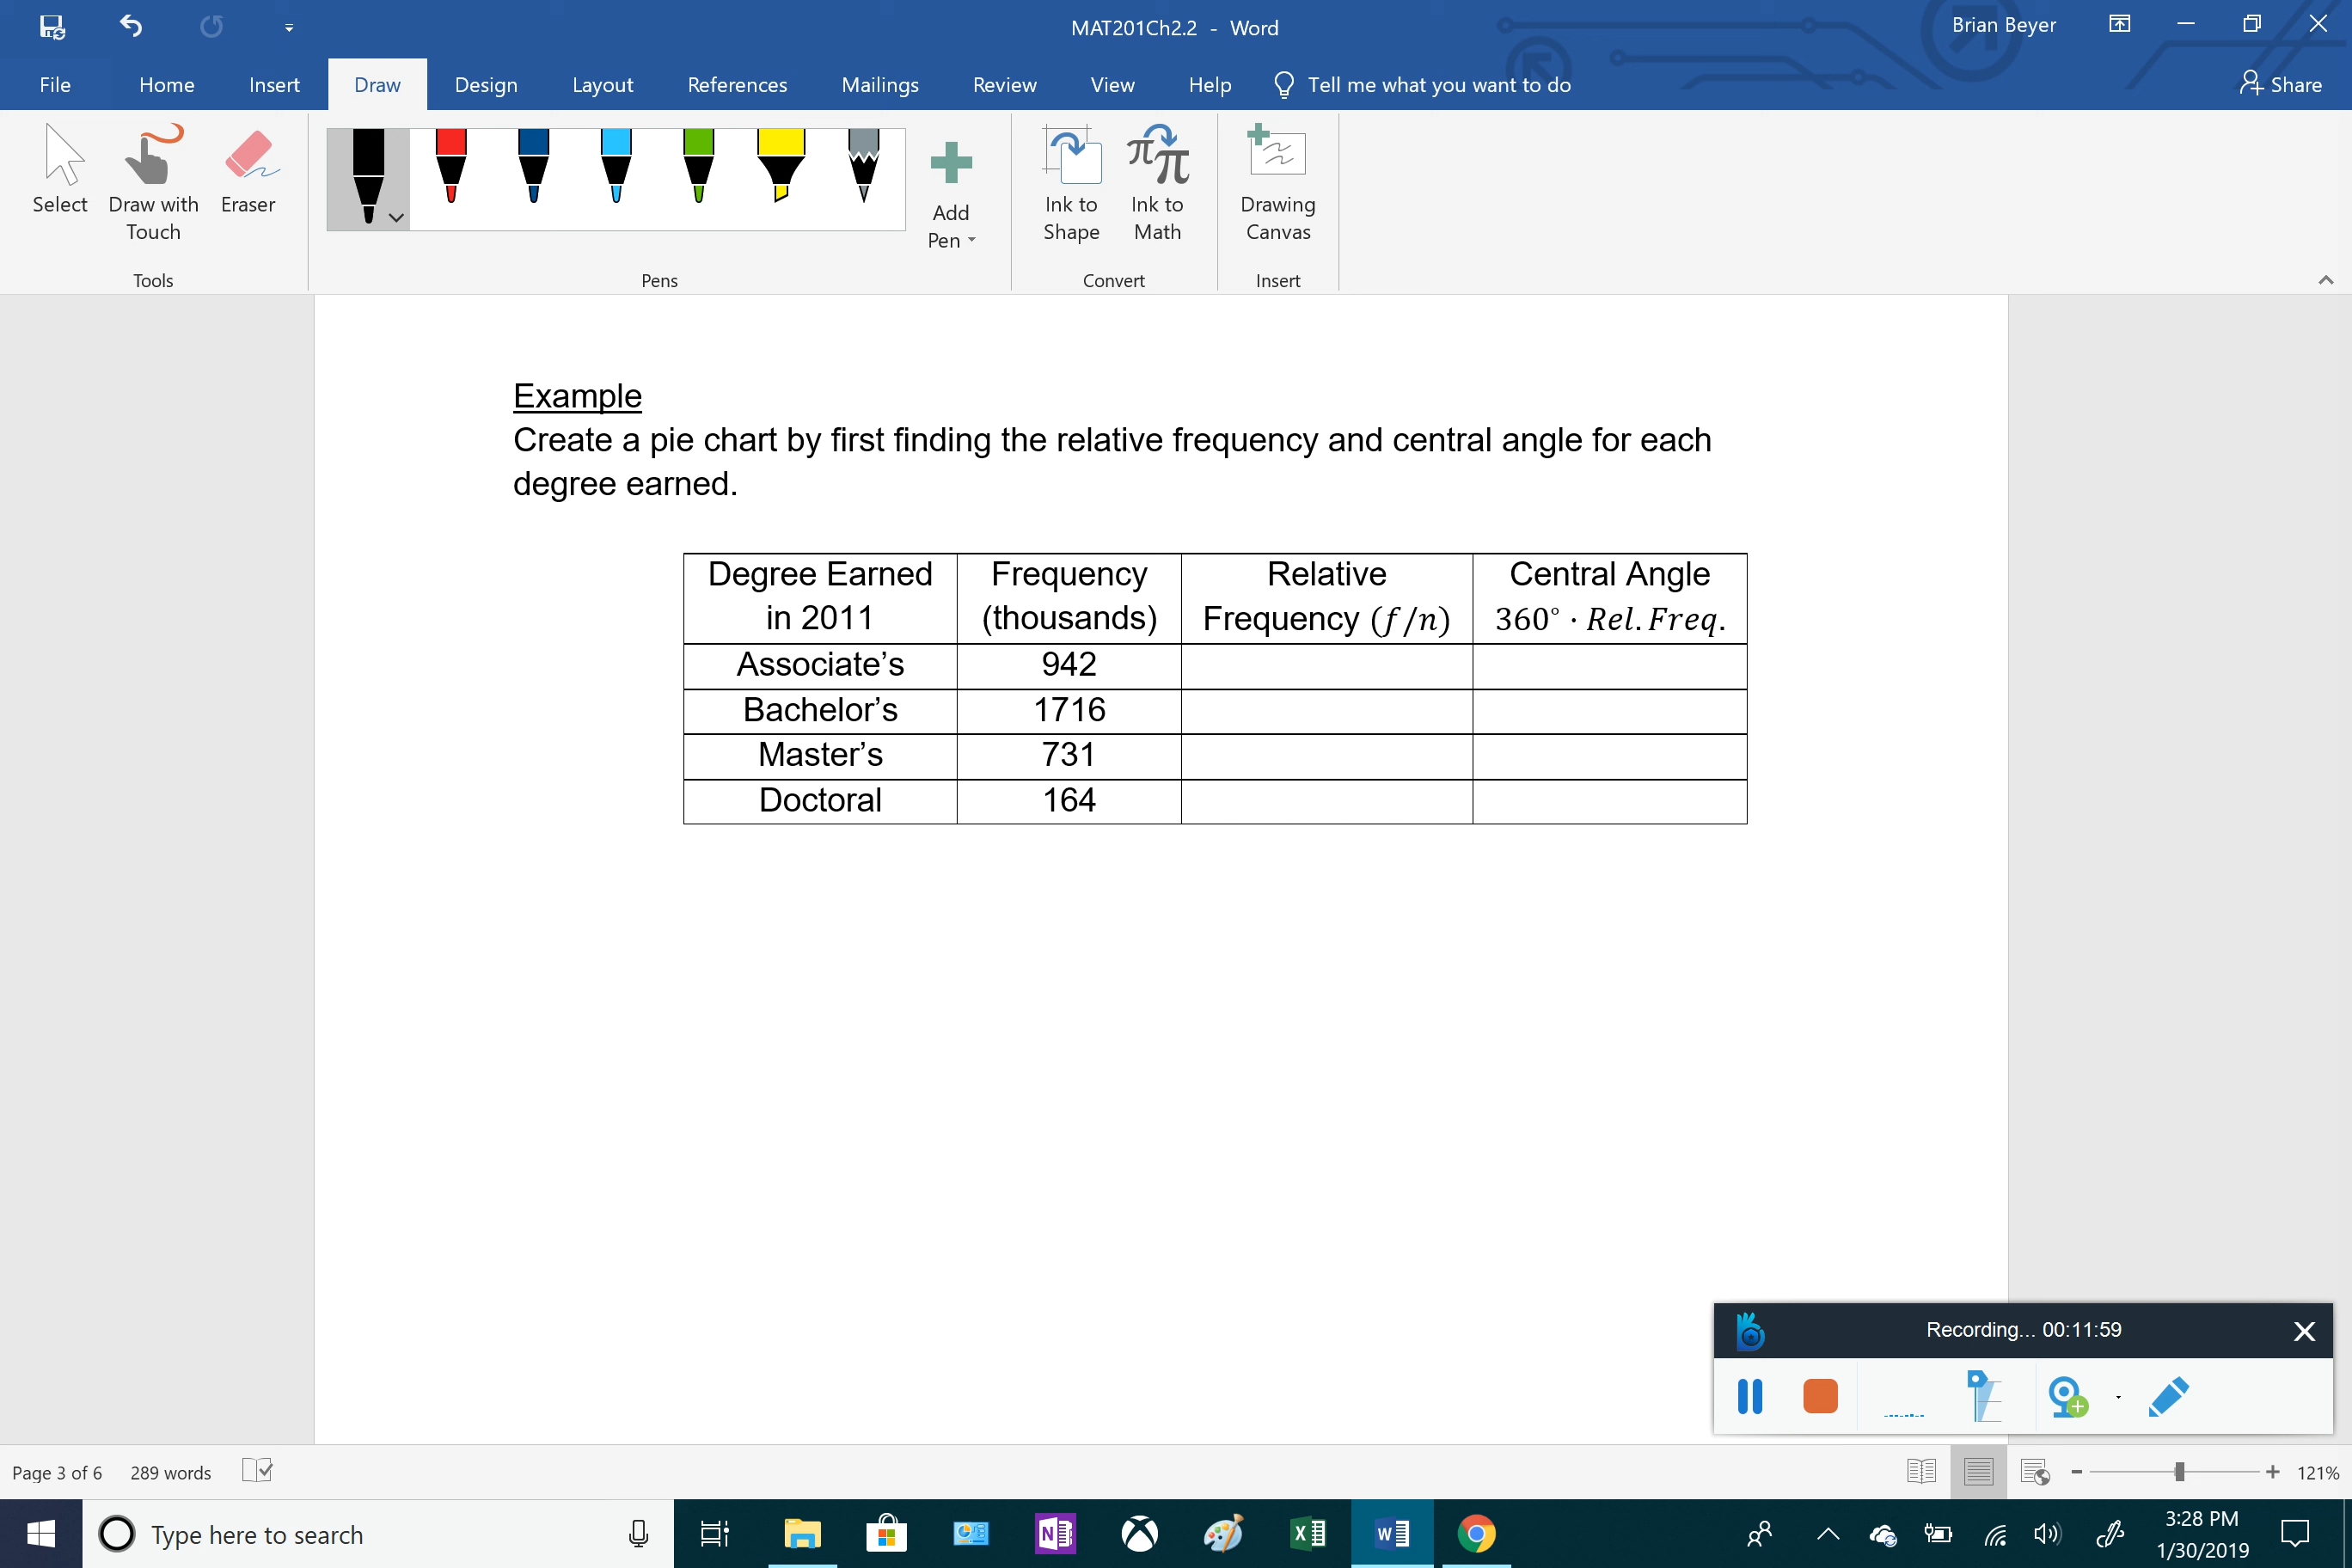 MAT201Ch2.2 - Word
Brian Beyer
File Home Insert Draw Design Layout References Mailings Review View Help Tell me what you want to do Share
Select
Draw with
Touch
Eraser
Tools
Pens
Add
Pen
Ink to
Shape
Ink to
Math
Convert
Drawing
Canvas
Insert
Example
Create a pie chart by first finding the relative frequency and central angle for each
degree earned.
Degree Earned
in 2011
Frequency
(thousands)
Relative
Frequency (f/n)
Central Angle
360° · Rel. Freq.
Associate’s 942
Bachelor’s 1716
Master’s 731
Doctoral 164
Recording... 00:11:59
Page 3 of 6 289 words
121%
Type here to search
3:28 PM
1/30/2019